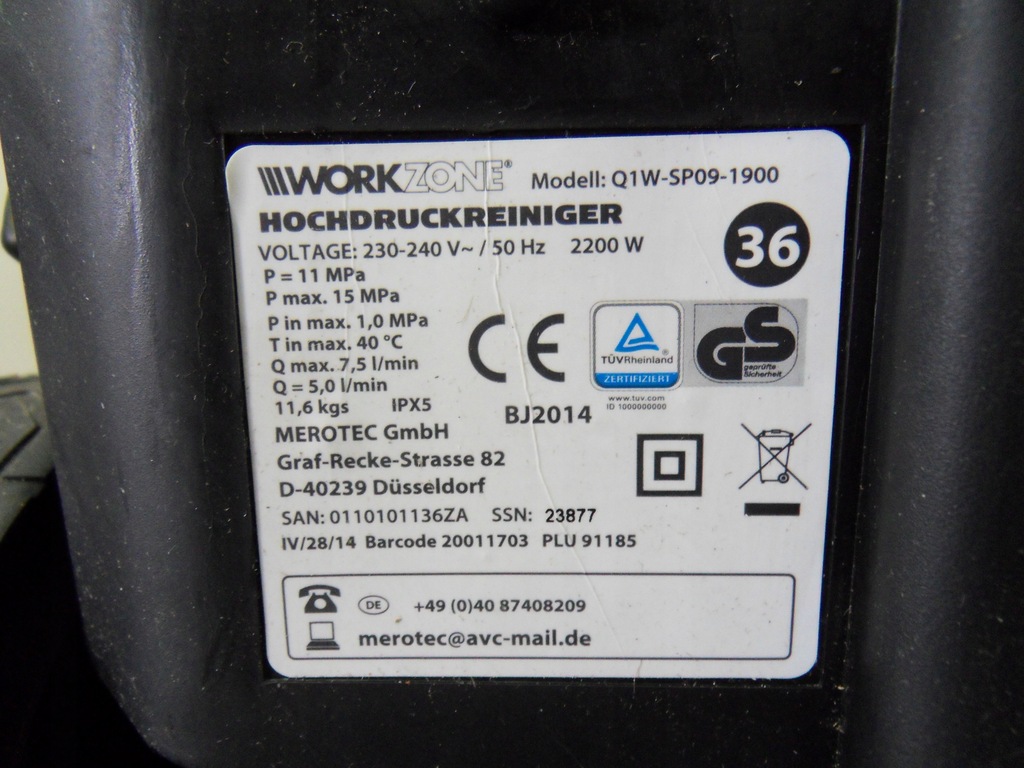 WORKZONE® Modell: Q1W-SP09-1900
HOCHDRUCKREINIGER
VOLTAGE: 230-240 V~ / 50 Hz 2200 W
36
P = 11 MPa
P max. 15 MPa
P in max. 1,0 MPa
T in max. 40 °C
Q max. 7,5 l/min
Q = 5,0 l/min
11,6 kgs IPX5
CE
TÜVRheinland®
ZERTIFIZIERT
www.tuv.com
ID 1000000000
GS
geprüfte
Sicherheit
BJ2014
MEROTEC GmbH
Graf-Recke-Strasse 82
D-40239 Düsseldorf
SAN: 0110101136ZA SSN: 23877
IV/28/14 Barcode 20011703 PLU 91185
DE +49 (0)40 87408209
merotec@avc-mail.de